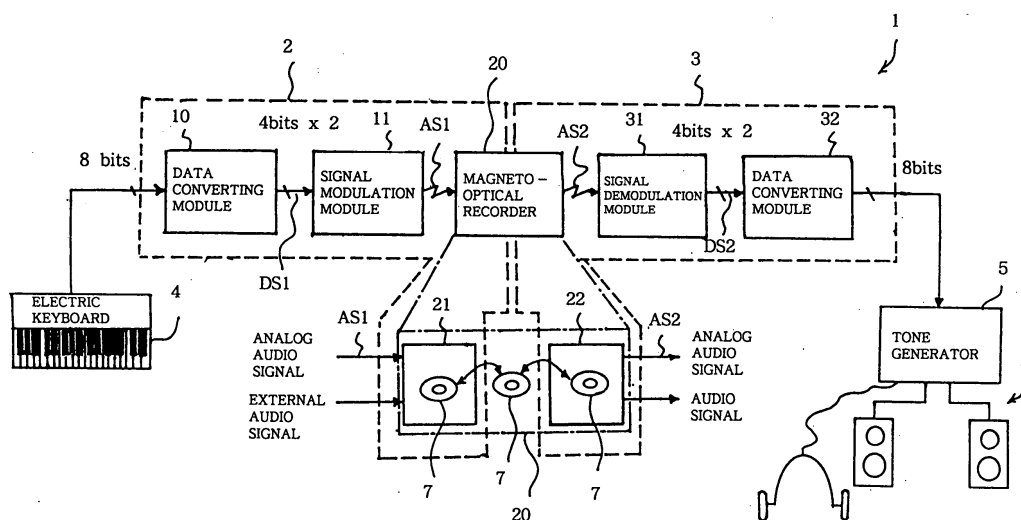 1
2
20
3
10
4bits x 2
11
AS1
AS2
31
4bits x 2
32
8 bits
DATA
CONVERTING
MODULE
SIGNAL
MODULATION
MODULE
MAGNETO-
OPTICAL
RECORDER
SIGNAL
DEMODULATION
MODULE
DATA
CONVERTING
MODULE
8bits
DS1
DS2
ELECTRIC
KEYBOARD
4
5
TONE
GENERATOR
AS1
21
22
AS2
ANALOG
AUDIO
SIGNAL
EXTERNAL
AUDIO
SIGNAL
ANALOG
AUDIO
SIGNAL
AUDIO
SIGNAL
7
7
7
20